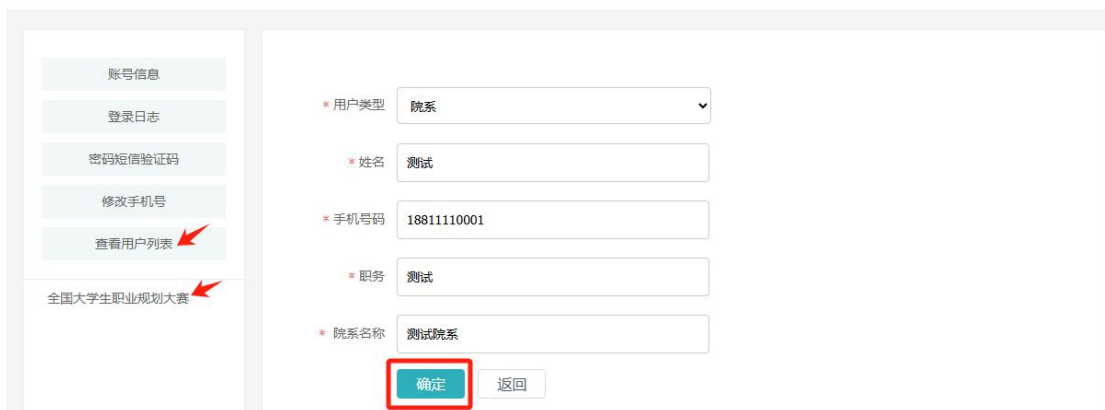 账号信息
登录日志
密码短信验证码
修改手机号
查看用户列表
全国大学生职业规划大赛
* 用户类型 院系
* 姓名 测试
* 手机号码 18811110001
* 职务 测试
* 院系名称 测试院系
确定 返回